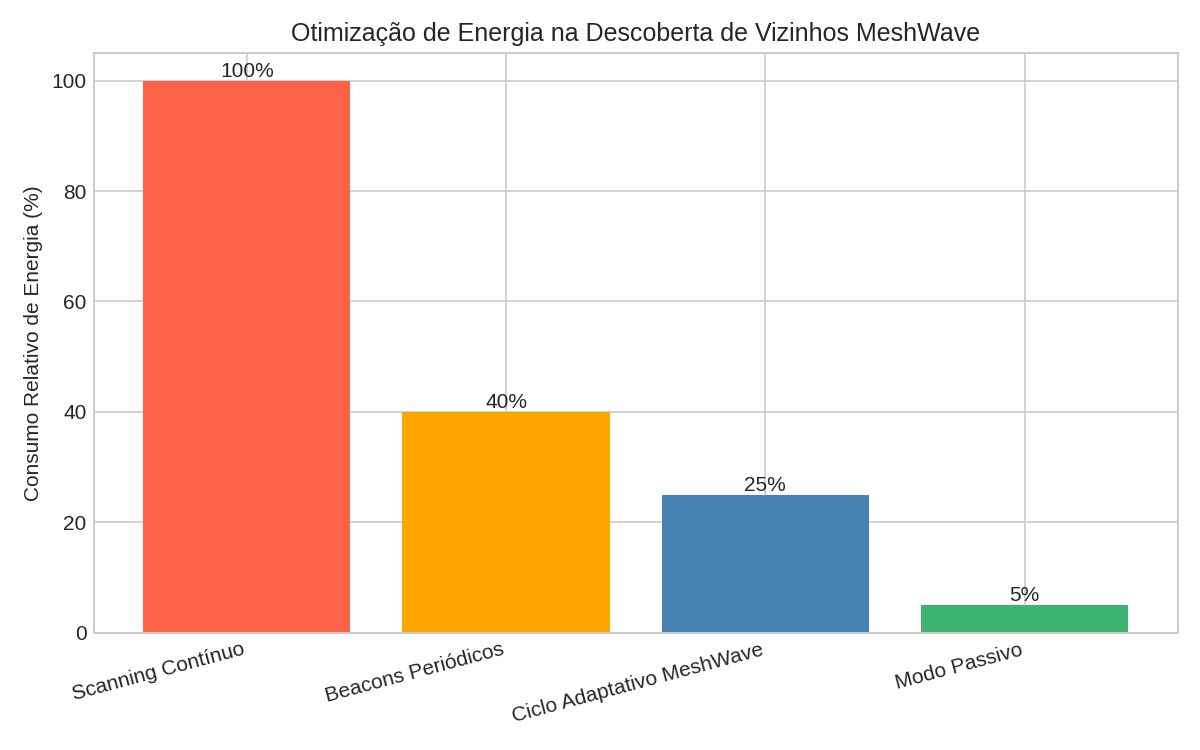 Otimização de Energia na Descoberta de Vizinhos MeshWave
Consumo Relativo de Energia (%)
100
80
60
40
20
0
100%
40%
25%
5%
Scanning Contínuo
Beacons Periódicos
Ciclo Adaptativo MeshWave
Modo Passivo